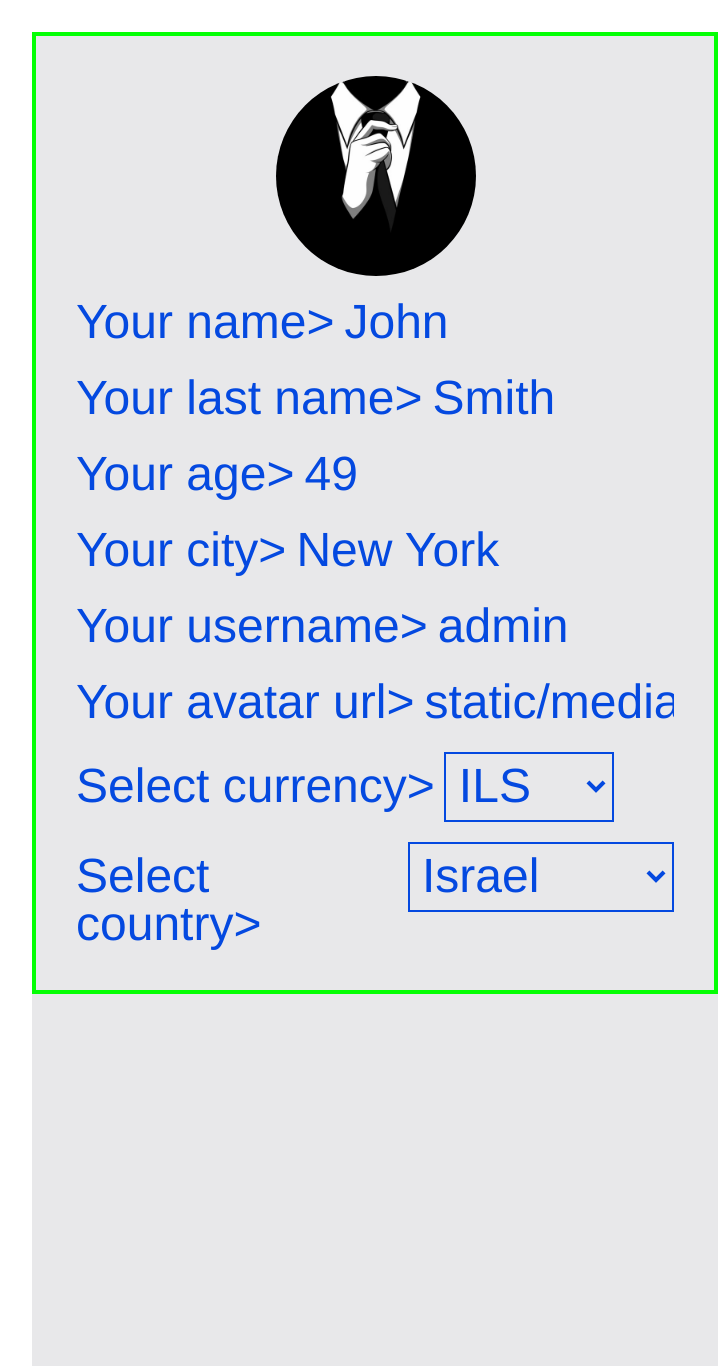 Your name> John
Your last name> Smith
Your age> 49
Your city> New York
Your username> admin
Your avatar url> static/media
Select currency> ILS
Select country> Israel